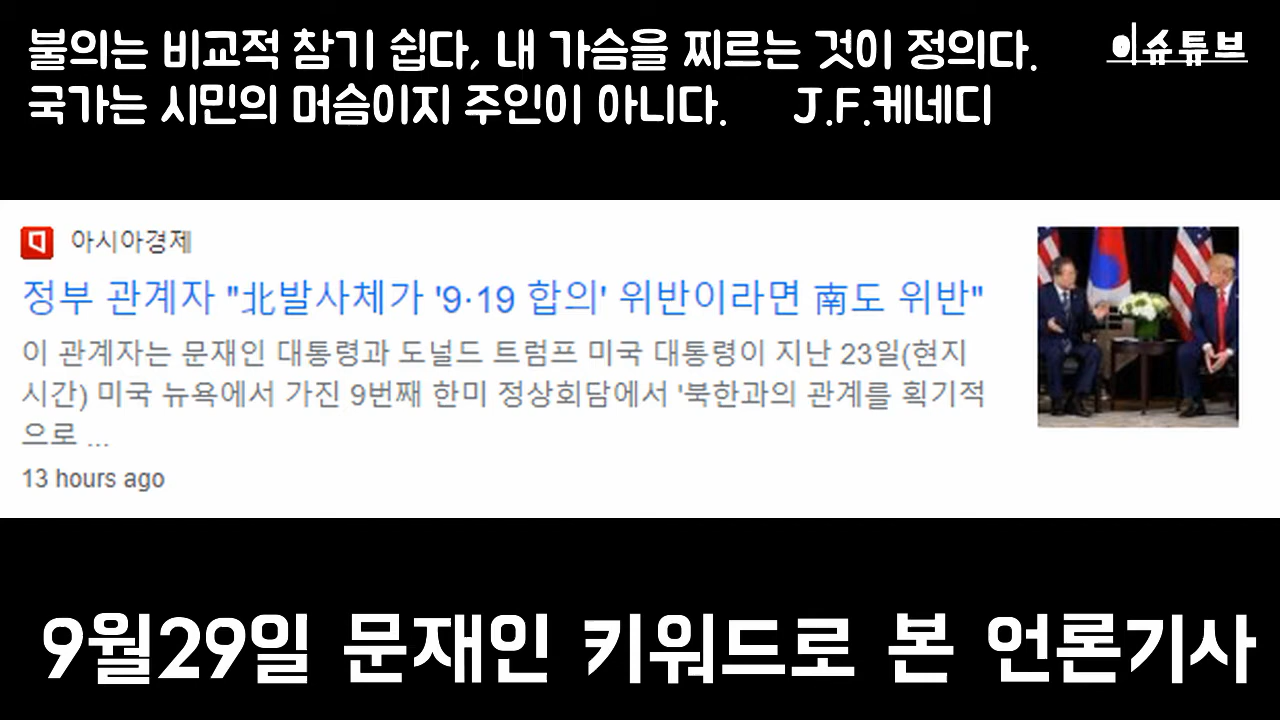 불의는 비교적 참기 쉽다, 내 가슴을 찌르는 것이 정의다.
이슈튜브
국가는 시민의 머슴이지 주인이 아니다. J.F.케네디
아시아경제
정부 관계자 "北발사체가 '9·19 합의' 위반이라면 南도 위반"
이 관계자는 문재인 대통령과 도널드 트럼프 미국 대통령이 지난 23일(현지
시간) 미국 뉴욕에서 가진 9번째 한미 정상회담에서 '북한과의 관계를 획기적
으로 ...
13 hours ago
9월29일 문재인 키워드로 본 언론기사